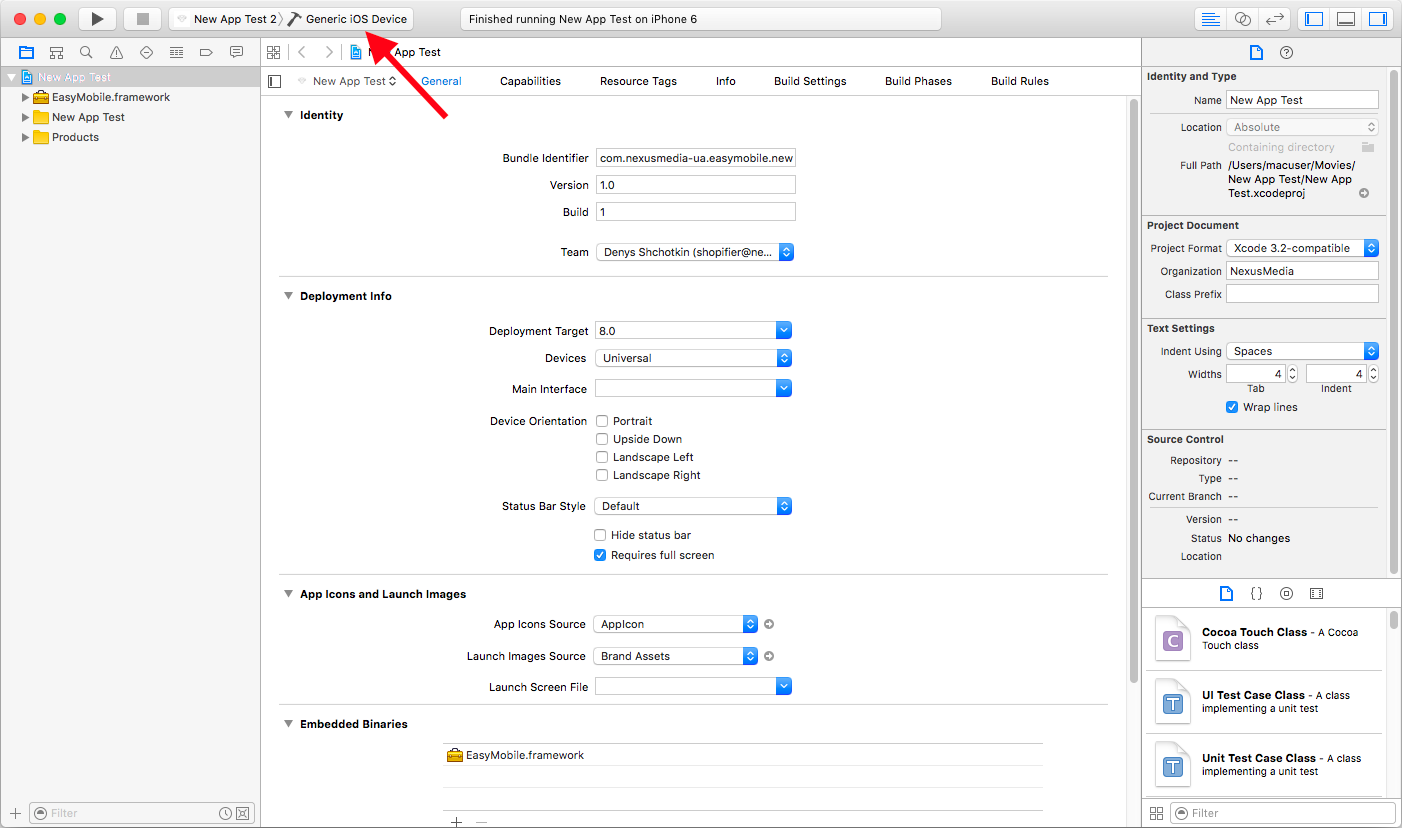 New App Test 2 〉 Generic iOS Device
Finished running New App Test on iPhone 6
New App Test
EasyMobile.framework
New App Test
Products
Filter
App Test
New App Test
General
Capabilities
Resource Tags
Info
Build Settings
Build Phases
Build Rules
Identity
Bundle Identifier com.nexusmedia-ua.easymobile.new
Version 1.0
Build 1
Team Denys Shchotkin (shopifier@ne...
Deployment Info
Deployment Target 8.0
Devices Universal
Main Interface
Device Orientation Portrait
Upside Down
Landscape Left
Landscape Right
Status Bar Style Default
Hide status bar
Requires full screen
App Icons and Launch Images
App Icons Source AppIcon
Launch Images Source Brand Assets
Launch Screen File
Embedded Binaries
EasyMobile.framework
Identity and Type
Name New App Test
Location Absolute
Containing directory
Full Path /Users/macuser/Movies/
New App Test/New App
Test.xcodeproj
Project Document
Project Format Xcode 3.2-compatible
Organization NexusMedia
Class Prefix
Text Settings
Indent Using Spaces
Widths 4 4
Tab Indent
Wrap lines
Source Control
Repository --
Type --
Current Branch --
Version --
Status No changes
Location
{}
C
Cocoa Touch Class - A Cocoa
Touch class
T
UI Test Case Class - A class
implementing a unit test
T
Unit Test Case Class - A class
implementing a unit test
Filter